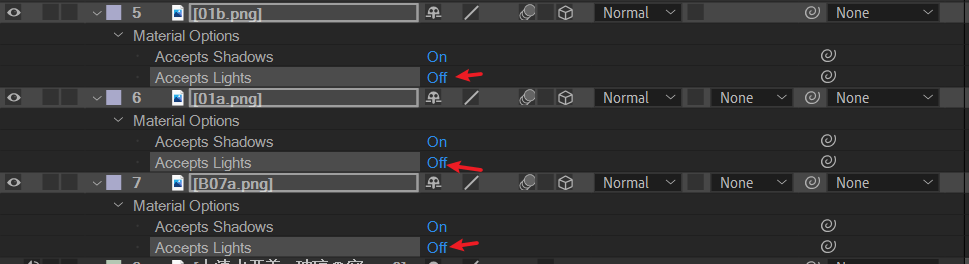 5 [01b.png] Normal None
Material Options
Accepts Shadows On
Accepts Lights Off
6 [01a.png] Normal None None
Material Options
Accepts Shadows On
Accepts Lights Off
7 [B07a.png] Normal None None
Material Options
Accepts Shadows On
Accepts Lights Off